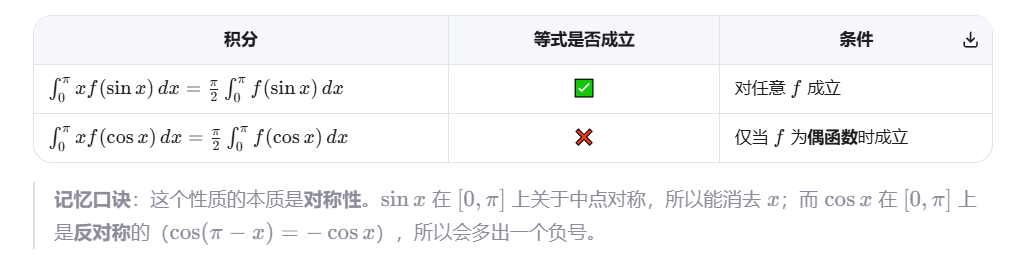 积分 等式是否成立 条件
∫₀^π x f(sin x) dx = π/2 ∫₀^π f(sin x) dx ✅ 对任意 f 成立
∫₀^π x f(cos x) dx = π/2 ∫₀^π f(cos x) dx ❌ 仅当 f 为偶函数时成立
记忆口诀：这个性质的本质是对称性。sin x 在 [0, π] 上关于中点对称，所以能消去 x；而 cos x 在 [0, π] 上
是反对称的（cos(π − x) = − cos x），所以会多出一个负号。